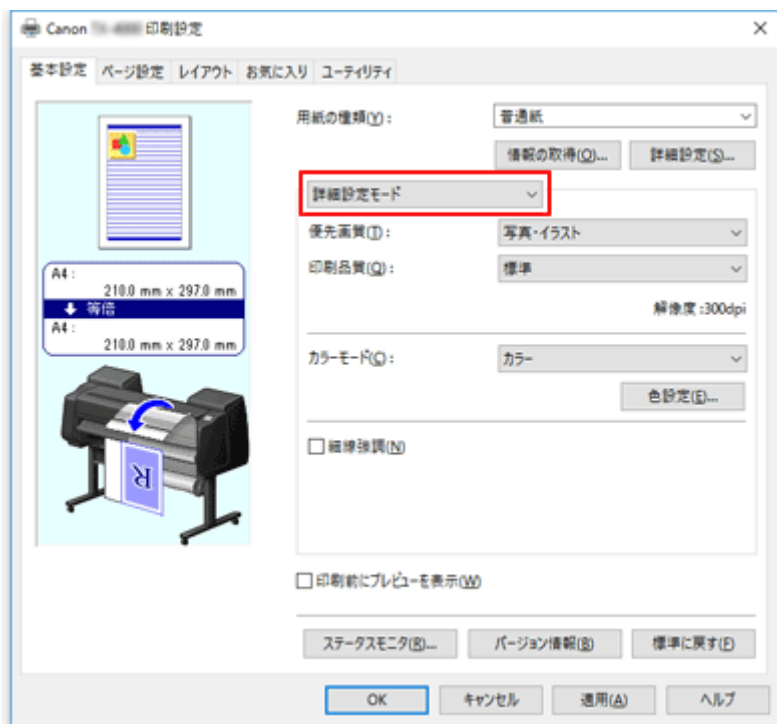 Canon 印刷設定
基本設定 ページ設定 レイアウト お気に入り ユーティリティ
用紙の種類(Y): 普通紙
情報の取得(O)... 詳細設定(S)...
詳細設定モード
優先画質(T): 写真・イラスト
印刷品質(Q): 標準
解像度:300dpi
カラーモード(C): カラー
色設定(E)...
細線強調(N)
A4:
210.0 mm x 297.0 mm
等倍
A4:
210.0 mm x 297.0 mm
R
印刷前にプレビューを表示(W)
ステータスモニタ(R)... バージョン情報(B) 標準に戻す(F)
OK キャンセル 適用(A) ヘルプ